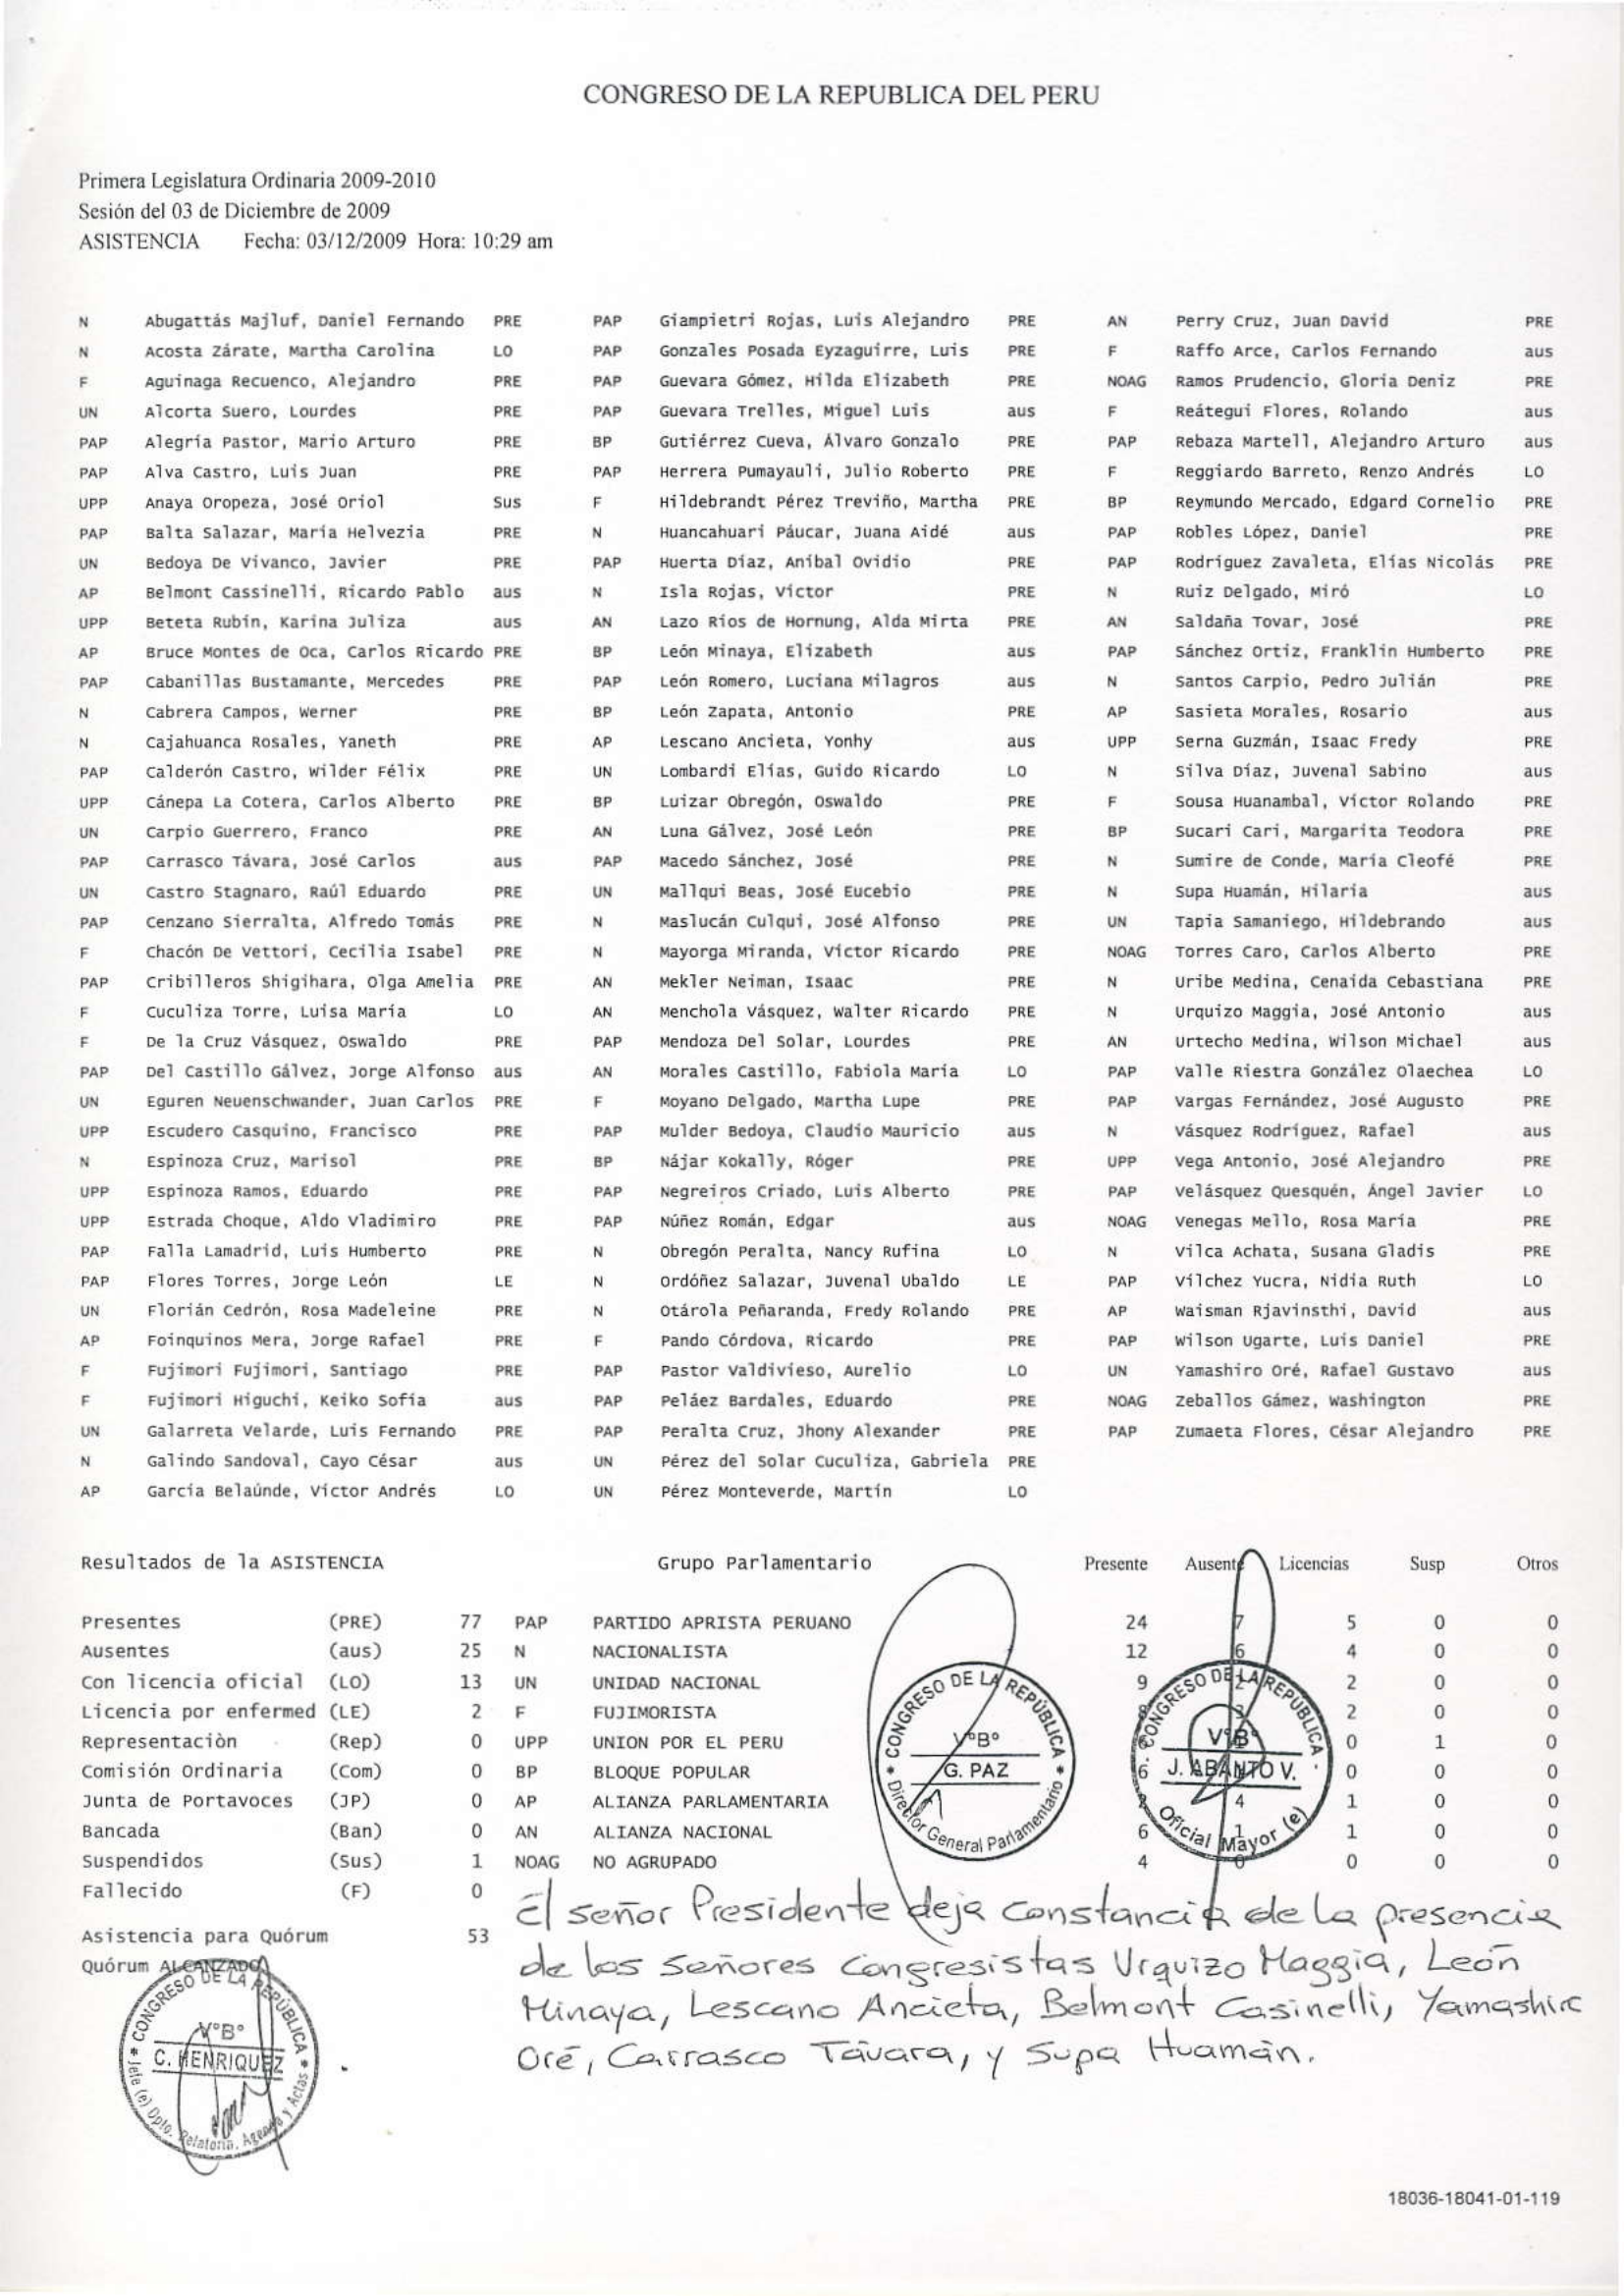 CONGRESO DE LA REPUBLICA DEL PERU
Primera Legislatura Ordinaria 2009-2010
Sesión del 03 de Diciembre de 2009
ASISTENCIA Fecha: 03/12/2009 Hora: 10:29 am
N Abugattás Majluf, Daniel Fernando PRE PAP Giampietri Rojas, Luis Alejandro PRE AN Perry Cruz, Juan David PRE
N Acosta Zárate, Martha Carolina LO PAP Gonzales Posada Eyzaguirre, Luis PRE F Raffo Arce, Carlos Fernando aus
F Aguinaga Recuenco, Alejandro PRE PAP Guevara Gómez, Hilda Elizabeth PRE NOAG Ramos Prudencio, Gloria Deniz PRE
UN Alcorta Suero, Lourdes PRE PAP Guevara Trelles, Miguel Luis aus F Reátegui Flores, Rolando aus
PAP Alegría Pastor, Mario Arturo PRE BP Gutiérrez Cueva, Álvaro Gonzalo PRE PAP Rebaza Martell, Alejandro Arturo aus
PAP Alva Castro, Luis Juan PRE PAP Herrera Pumayauli, Julio Roberto PRE F Reggiardo Barreto, Renzo Andrés LO
UPP Anaya Oropeza, José Oriol Sus F Hildebrandt Pérez Treviño, Martha PRE BP Reymundo Mercado, Edgard Cornelio PRE
PAP Balta Salazar, María Helvezia PRE N Huancahuari Páucar, Juana Aidé aus PAP Robles López, Daniel PRE
UN Bedoya De Vivanco, Javier PRE PAP Huerta Díaz, Aníbal Ovidio PRE PAP Rodríguez Zavaleta, Elías Nicolás PRE
AP Belmont Cassinelli, Ricardo Pablo aus N Isla Rojas, Víctor PRE N Ruiz Delgado, Miró LO
UPP Beteta Rubín, Karina Juliza aus AN Lazo Ríos de Hornung, Alda Mirta PRE AN Saldaña Tovar, José PRE
AP Bruce Montes de Oca, Carlos Ricardo PRE BP León Minaya, Elizabeth aus PAP Sánchez Ortiz, Franklin Humberto PRE
PAP Cabanillas Bustamante, Mercedes PRE PAP León Romero, Luciana Milagros aus N Santos Carpio, Pedro Julián PRE
N Cabrera Campos, Werner PRE BP León Zapata, Antonio PRE AP Sasieta Morales, Rosario aus
N Cajahuanca Rosales, Yaneth PRE AP Lescano Ancieta, Yonhy aus UPP Serna Guzmán, Isaac Fredy PRE
PAP Calderón Castro, Wilder Félix PRE UN Lombardi Elías, Guido Ricardo LO N Silva Díaz, Juvenal Sabino aus
UPP Cánepa La Cotera, Carlos Alberto PRE BP Luizar Obregón, Oswaldo PRE F Sousa Huanambal, Víctor Rolando PRE
UN Carpio Guerrero, Franco PRE AN Luna Gálvez, José León PRE BP Sucari Cari, Margarita Teodora PRE
PAP Carrasco Távara, José Carlos aus PAP Macedo Sánchez, José PRE N Sumire de Conde, María Cleofé PRE
UN Castro Stagnaro, Raúl Eduardo PRE UN Mallqui Beas, José Eucebio PRE N Supa Huamán, Hilaria aus
PAP Cenzano Sierralta, Alfredo Tomás PRE N Maslucán Culqui, José Alfonso PRE UN Tapia Samaniego, Hildebrando aus
F Chacón De Vettori, Cecilia Isabel PRE N Mayorga Miranda, Víctor Ricardo PRE NOAG Torres Caro, Carlos Alberto PRE
PAP Cribilleros Shigihara, Olga Amelia PRE AN Mekler Neiman, Isaac PRE N Uribe Medina, Cenaida Cebastiana PRE
F Cuculiza Torre, Luisa María LO AN Menchola Vásquez, Walter Ricardo PRE N Urquizo Maggia, José Antonio aus
F De la Cruz Vásquez, Oswaldo PRE PAP Mendoza Del Solar, Lourdes PRE AN Urtecho Medina, Wilson Michael aus
PAP Del Castillo Gálvez, Jorge Alfonso aus AN Morales Castillo, Fabiola María LO PAP Valle Riestra González Olaechea LO
UN Eguren Neuenschwander, Juan Carlos PRE F Moyano Delgado, Martha Lupe PRE PAP Vargas Fernández, José Augusto PRE
UPP Escudero Casquino, Francisco PRE PAP Mulder Bedoya, Claudio Mauricio aus N Vásquez Rodríguez, Rafael aus
N Espinoza Cruz, Marisol PRE BP Nájar Kokally, Róger PRE UPP Vega Antonio, José Alejandro PRE
UPP Espinoza Ramos, Eduardo PRE PAP Negreiros Criado, Luis Alberto PRE PAP Velásquez Quesquén, Ángel Javier LO
UPP Estrada Choque, Aldo Vladimiro PRE PAP Núñez Román, Edgar aus NOAG Venegas Mello, Rosa María PRE
PAP Falla Lamadrid, Luis Humberto PRE N Obregón Peralta, Nancy Rufina LO N Vilca Achata, Susana Gladis PRE
PAP Flores Torres, Jorge León LE N Ordóñez Salazar, Juvenal Ubaldo LE PAP Vílchez Yucra, Nidia Ruth LO
UN Florián Cedrón, Rosa Madeleine PRE N Otárola Peñaranda, Fredy Rolando PRE AP Waisman Rjavinsthi, David aus
AP Foinquinos Mera, Jorge Rafael PRE F Pando Córdova, Ricardo PRE PAP Wilson Ugarte, Luis Daniel PRE
F Fujimori Fujimori, Santiago PRE PAP Pastor Valdivieso, Aurelio LO UN Yamashiro Oré, Rafael Gustavo aus
F Fujimori Higuchi, Keiko Sofía aus PAP Peláez Bardales, Eduardo PRE NOAG Zeballos Gámez, Washington PRE
UN Galarreta Velarde, Luis Fernando PRE PAP Peralta Cruz, Jhony Alexander PRE PAP Zumaeta Flores, César Alejandro PRE
N Galindo Sandoval, Cayo César aus UN Pérez del Solar Cuculiza, Gabriela PRE
AP García Belaúnde, Víctor Andrés LO UN Pérez Monteverde, Martín LO
Resultados de la ASISTENCIA Grupo Parlamentario Presente Ausente Licencias Susp Otros
Presentes (PRE) 77 PAP PARTIDO APRISTA PERUANO 24 7 5 0 0
Ausentes (aus) 25 N NACIONALISTA 12 6 4 0 0
Con licencia oficial (LO) 13 UN UNIDAD NACIONAL 9 2 2 0 0
Licencia por enfermed (LE) 2 F FUJIMORISTA 3 2 0 0
Representaciòn (Rep) 0 UPP UNION POR EL PERU 0 1 0
Comisión Ordinaria (Com) 0 BP BLOQUE POPULAR 6 0 0 0
Junta de Portavoces (JP) 0 AP ALIANZA PARLAMENTARIA 4 1 0 0
Bancada (Ban) 0 AN ALIANZA NACIONAL 6 1 1 0 0
Suspendidos (Sus) 1 NOAG NO AGRUPADO 4 0 0 0 0
Fallecido (F) 0
Asistencia para Quórum 53
Quórum ALCANZADO
CONGRESO DE LA REPÚBLICA
V°B°
G. PAZ
Director General Parlamentario
CONGRESO DE LA REPÚBLICA
V°B°
J. ABANTO V.
Oficial Mayor (e)
El señor Presidente deja constancia de la presencia
de los señores congresistas Urquizo Maggia, León
Minaya, Lescano Ancieta, Belmont Casinelli, Yamashiro
Oré, Carrasco Távara, y Supa Huamán.
CONGRESO DE LA REPÚBLICA
V°B°
C. HENRIQUEZ
Jefe (e) Dpto. Relatoría, Agenda y Actas
18036-18041-01-119